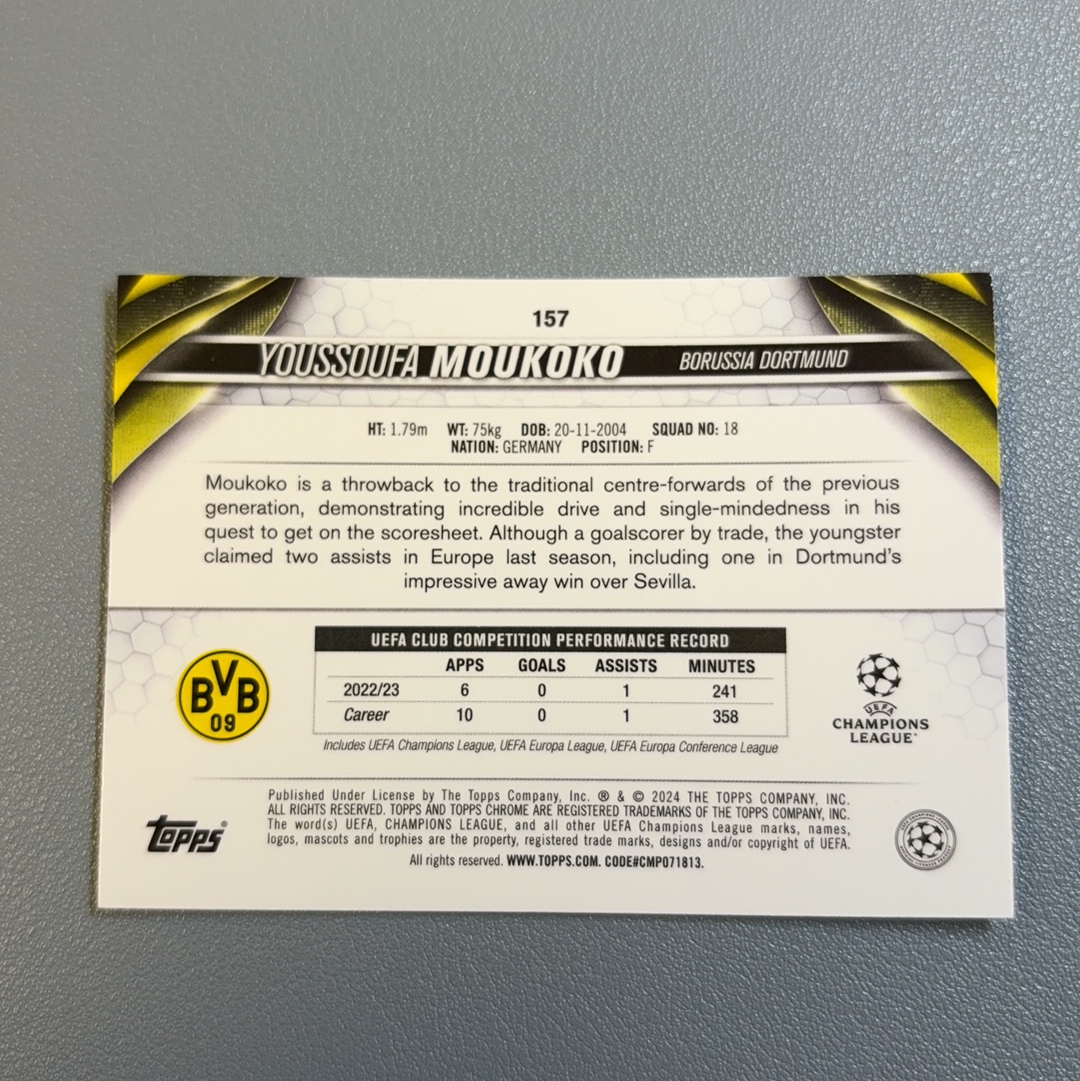 157
YOUSSOUFA MOUKOKO BORUSSIA DORTMUND
HT: 1.79m WT: 75kg DOB: 20-11-2004 SQUAD NO: 18
NATION: GERMANY POSITION: F
Moukoko is a throwback to the traditional centre-forwards of the previous
generation, demonstrating incredible drive and single-mindedness in his
quest to get on the scoresheet. Although a goalscorer by trade, the youngster
claimed two assists in Europe last season, including one in Dortmund's
impressive away win over Sevilla.
UEFA CLUB COMPETITION PERFORMANCE RECORD
APPS GOALS ASSISTS MINUTES
2022/23 6 0 1 241
Career 10 0 1 358
Includes UEFA Champions League, UEFA Europa League, UEFA Europa Conference League
BVB
09
UEFA
CHAMPIONS
LEAGUE®
Published Under License by The Topps Company, Inc. ® & © 2024 THE TOPPS COMPANY, INC.
ALL RIGHTS RESERVED. TOPPS AND TOPPS CHROME ARE REGISTERED TRADEMARKS OF THE TOPPS COMPANY, INC.
The word(s) UEFA, CHAMPIONS LEAGUE, and all other UEFA Champions League marks, names,
logos, mascots and trophies are the property, registered trade marks, designs and/or copyright of UEFA.
All rights reserved. WWW.TOPPS.COM. CODE#CMP071813.
Topps®